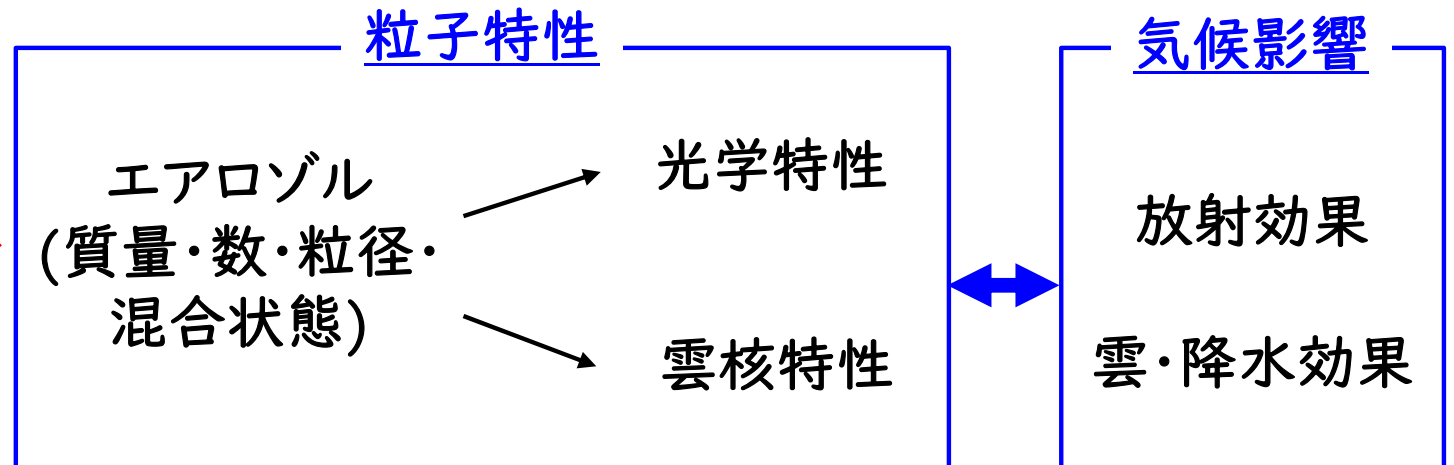 粒子特性
エアロゾル
(質量・数・粒径・
混合状態)
光学特性
雲核特性
気候影響
放射効果
雲・降水効果